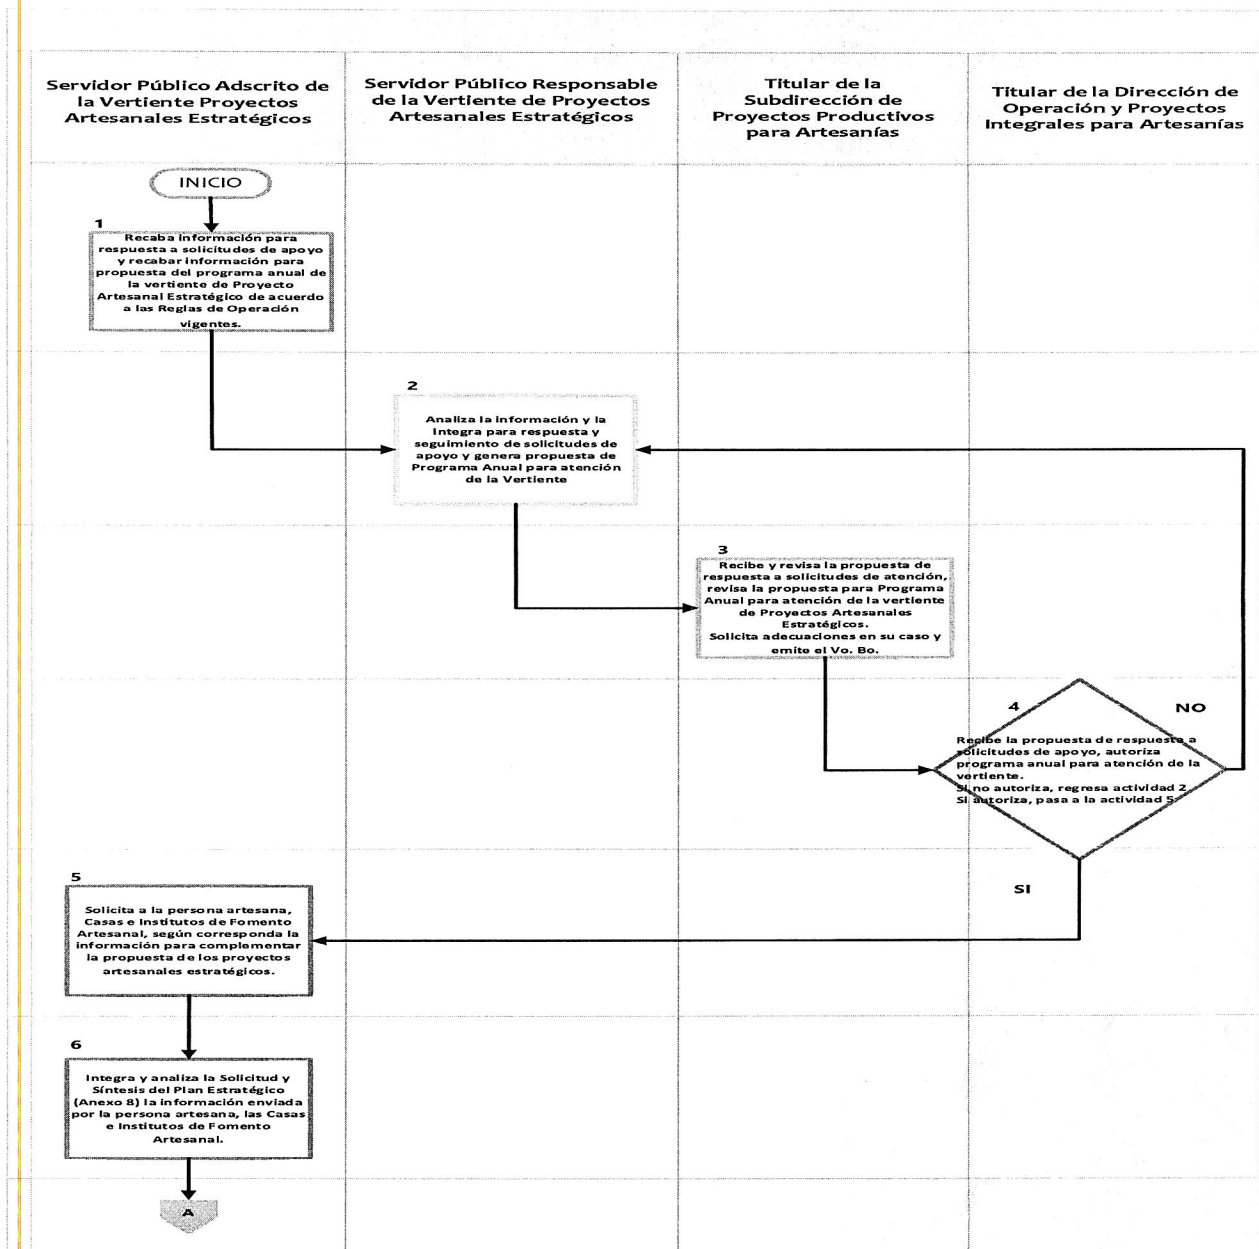 Servidor Público Adscrito de
la Vertiente Proyectos
Artesanales Estratégicos
Servidor Público Responsable
de la Vertiente de Proyectos
Artesanales Estratégicos
Titular de la
Subdirección de
Proyectos Productivos
para Artesanías
Titular de la Dirección de
Operación y Proyectos
Integrales para Artesanías
INICIO
1
Recaba información para
respuesta a solicitudes de apoyo
y recabar información para
propuesta del programa anual de
la vertiente de Proyecto
Artesanal Estratégico de acuerdo
a las Reglas de Operación
vigentes.
2
Analiza la información y la
Integra para respuesta y
seguimiento de solicitudes de
apoyo y genera propuesta de
Programa Anual para atención
de la Vertiente
3
Recibe y revisa la propuesta de
respuesta a solicitudes de atención,
revisa la propuesta para Programa
Anual para atención de la vertiente
de Proyectos Artesanales
Estratégicos.
Solicita adecuaciones en su caso y
emite el Vo. Bo.
4
NO
Recibe la propuesta de respuesta a
solicitudes de apoyo, autoriza
programa anual para atención de la
vertiente.
Si no autoriza, regresa actividad 2
Si autoriza, pasa a la actividad 5
SI
5
Solicita a la persona artesana,
Casas e Institutos de Fomento
Artesanal, según corresponda la
información para complementar
la propuesta de los proyectos
artesanales estratégicos.
6
Integra y analiza la Solicitud y
Síntesis del Plan Estratégico
(Anexo 8) la información enviada
por la persona artesana, las Casas
e Institutos de Fomento
Artesanal.
A